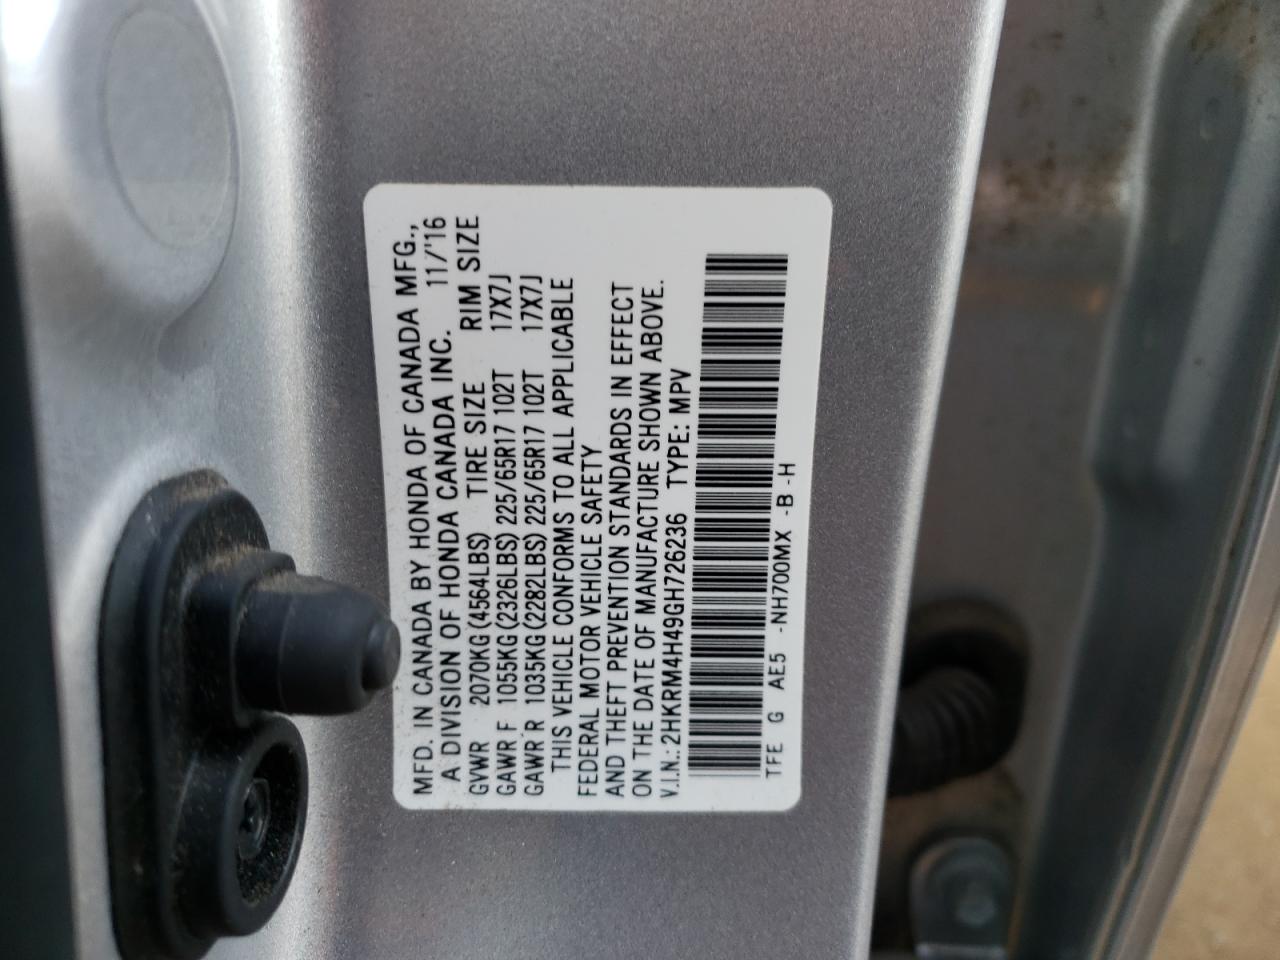 MFD. IN CANADA BY HONDA OF CANADA MFG.,
A DIVISION OF HONDA CANADA INC. 11/'16
GVWR 2070KG (4564LBS) TIRE SIZE RIM SIZE
GAWR F 1055KG (2326LBS) 225/65R17 102T 17X7J
GAWR R 1035KG (2282LBS) 225/65R17 102T 17X7J
THIS VEHICLE CONFORMS TO ALL APPLICABLE
FEDERAL MOTOR VEHICLE SAFETY
AND THEFT PREVENTION STANDARDS IN EFFECT
ON THE DATE OF MANUFACTURE SHOWN ABOVE.
V.I.N.: 2HKRM4H49GH726236 TYPE: MPV
TFE G AE5 -NH700MX -B -H